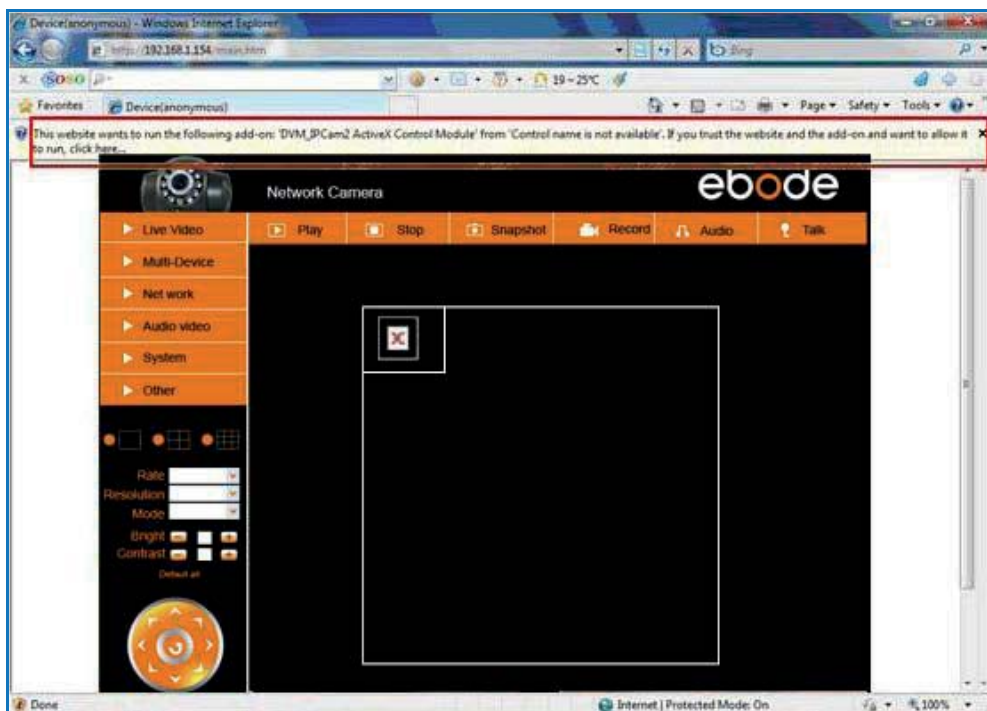 Device(anonymous) - Windows Internet Explorer
http://192.168.1.154/main.htm
Bing
SOSO
19~25℃
Favorites
Device(anonymous)
Page
Safety
Tools
This website wants to run the following add-on: 'DVM_IPCam2 ActiveX Control Module' from 'Control name is not available'. If you trust the website and the add-on and want to allow it
to run, click here...
Network Camera
ebode
Live Video
Play
Stop
Snapshot
Record
Audio
Talk
Multi-Device
Net work
Audio video
System
Other
Rate
Resolution
Mode
Bright
Contrast
Default all
Done
Internet | Protected Mode: On
100%